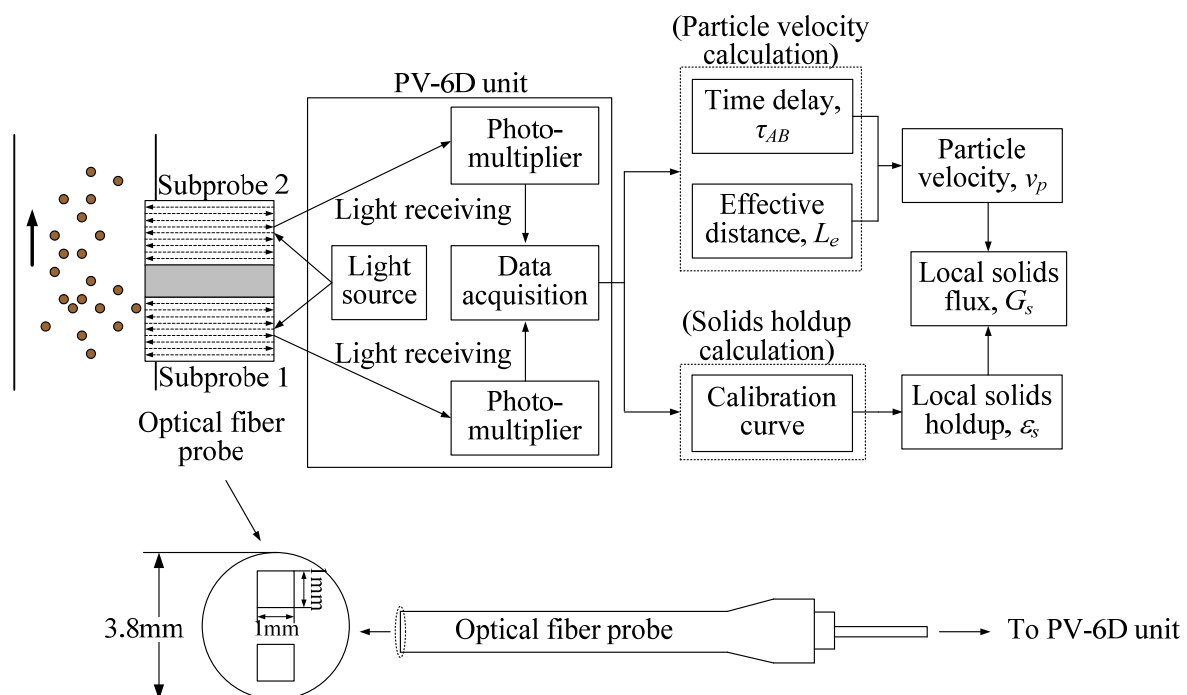 (Particle velocity
calculation)
PV-6D unit
Time delay,
τAB
Photo-
multiplier
Particle
velocity, vp
Subprobe 2
Light receiving
Effective
distance, Le
Light
source
Data
acquisition
Local solids
flux, Gs
(Solids holdup
calculation)
Light receiving
Subprobe 1
Photo-
multiplier
Calibration
curve
Local solids
holdup, εs
Optical fiber
probe
1mm
3.8mm
1mm
Optical fiber probe
To PV-6D unit